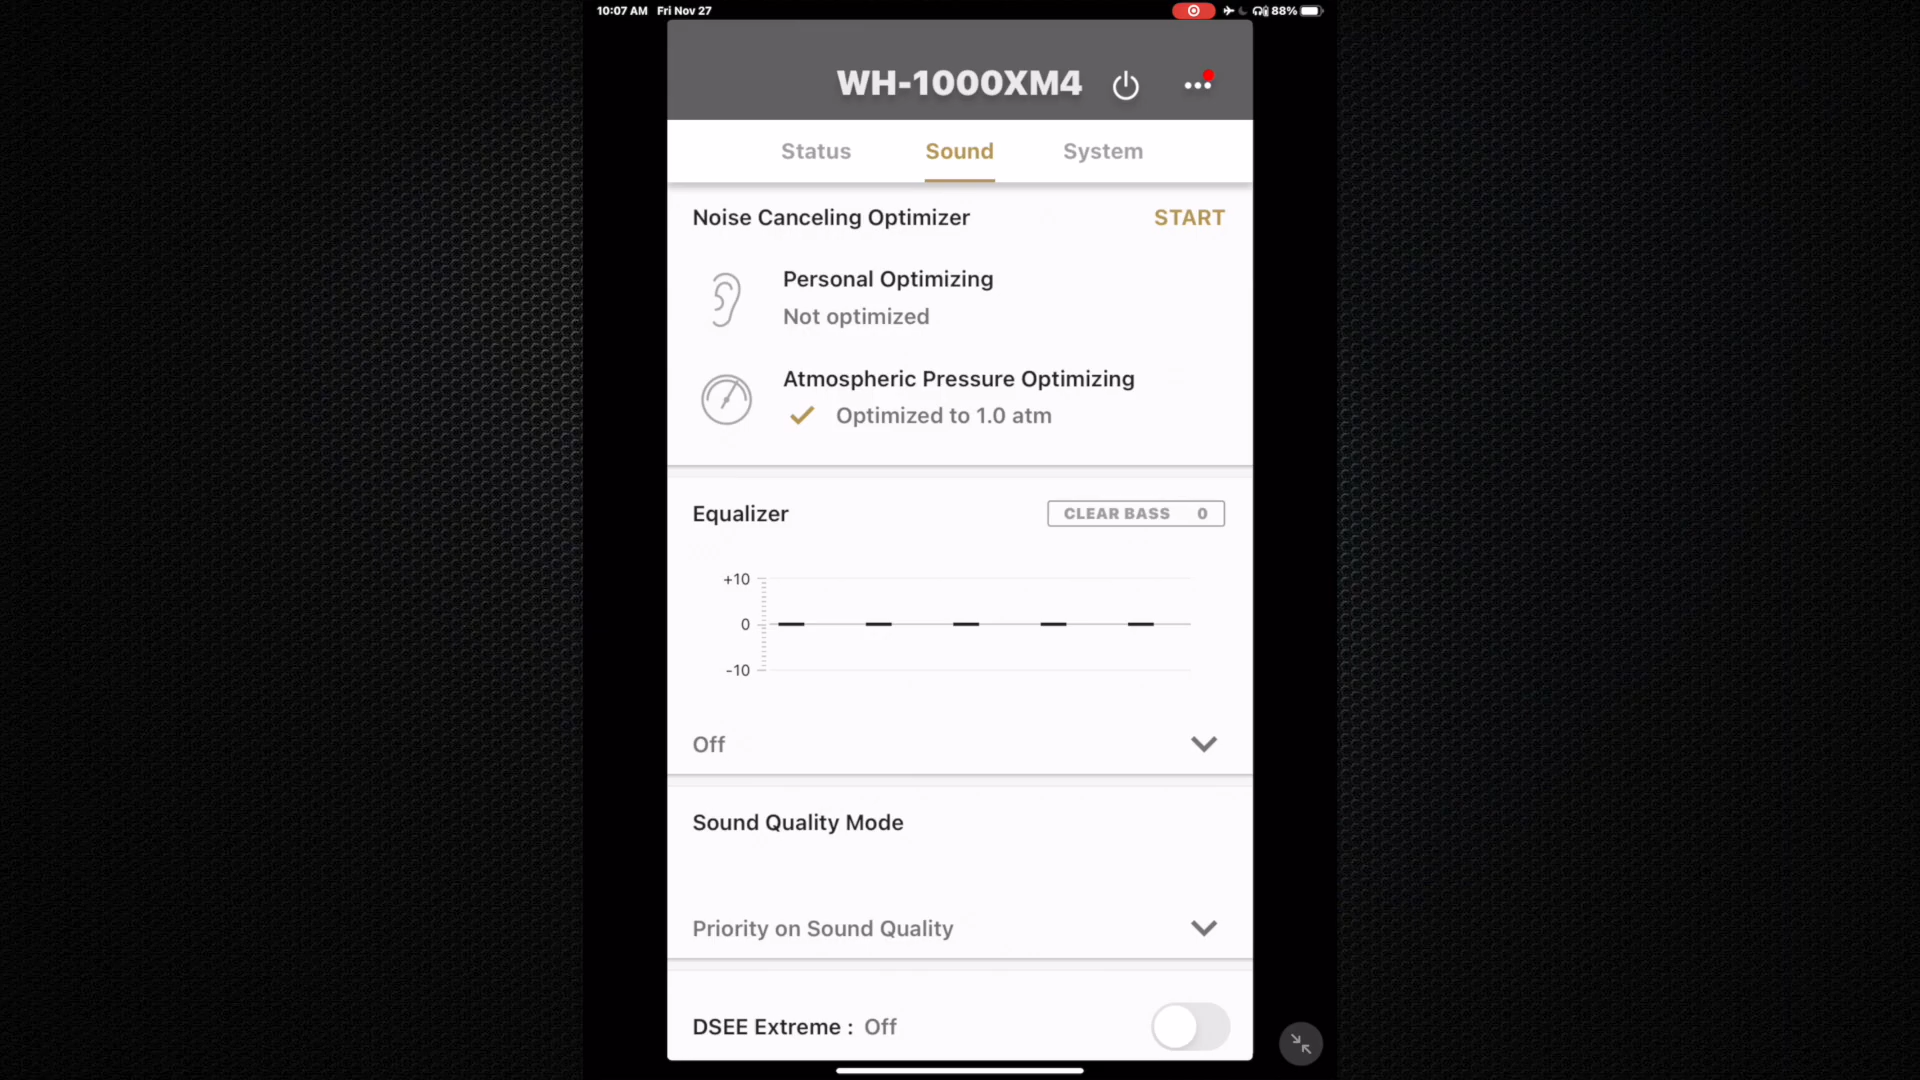 10:07 AM Fri Nov 27
88%
WH-1000XM4
Status Sound System
Noise Canceling Optimizer START
Personal Optimizing
Not optimized
Atmospheric Pressure Optimizing
Optimized to 1.0 atm
Equalizer CLEAR BASS 0
+10
0
-10
Off
Sound Quality Mode
Priority on Sound Quality
DSEE Extreme : Off